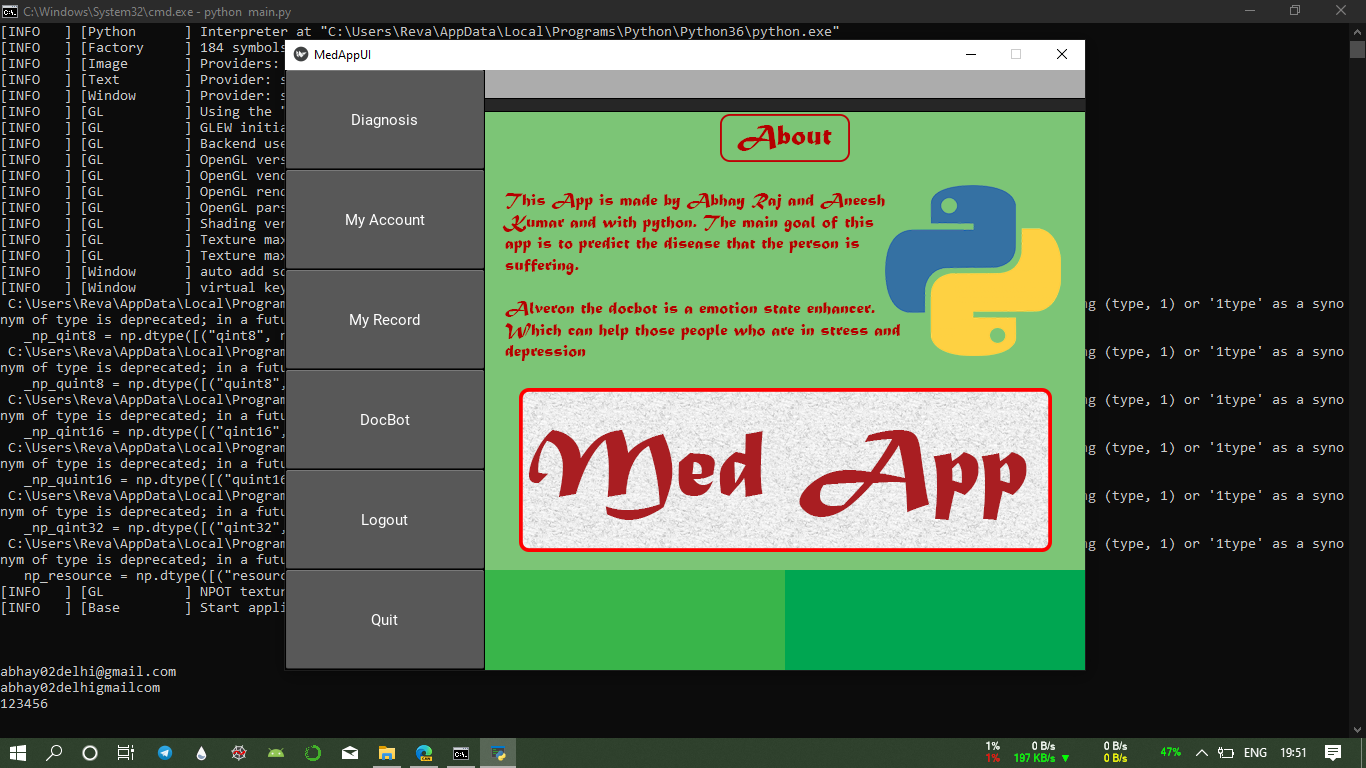 C:\Windows\System32\cmd.exe - python  main.py
[INFO   ] [Python      ] Interpreter at "C:\Users\Reva\AppData\Local\Programs\Python\Python36\python.exe"
[INFO   ] [Factory     ] 184 symbols
[INFO   ] [Image       ] Providers:
[INFO   ] [Text        ] Provider: s
[INFO   ] [Window      ] Provider: s
[INFO   ] [GL          ] Using the "
[INFO   ] [GL          ] GLEW initia
[INFO   ] [GL          ] Backend use
[INFO   ] [GL          ] OpenGL vers
[INFO   ] [GL          ] OpenGL vend
[INFO   ] [GL          ] OpenGL rend
[INFO   ] [GL          ] OpenGL pars
[INFO   ] [GL          ] Shading ver
[INFO   ] [GL          ] Texture max
[INFO   ] [GL          ] Texture max
[INFO   ] [Window      ] auto add sc
[INFO   ] [Window      ] virtual key
C:\Users\Reva\AppData\Local\Program g (type, 1) or '1type' as a syno
nym of type is deprecated; in a futu
_np_qint8 = np.dtype([("qint8", n
C:\Users\Reva\AppData\Local\Program g (type, 1) or '1type' as a syno
nym of type is deprecated; in a futu
_np_quint8 = np.dtype([("quint8",
C:\Users\Reva\AppData\Local\Program g (type, 1) or '1type' as a syno
nym of type is deprecated; in a futu
_np_qint16 = np.dtype([("qint16",
C:\Users\Reva\AppData\Local\Program g (type, 1) or '1type' as a syno
nym of type is deprecated; in a futu
_np_quint16 = np.dtype([("quint16
C:\Users\Reva\AppData\Local\Program g (type, 1) or '1type' as a syno
nym of type is deprecated; in a futu
_np_qint32 = np.dtype([("qint32",
C:\Users\Reva\AppData\Local\Program g (type, 1) or '1type' as a syno
nym of type is deprecated; in a futu
np_resource = np.dtype([("resourc
[INFO   ] [GL          ] NPOT textur
[INFO   ] [Base        ] Start appli
abhay02delhi@gmail.com
abhay02delhigmailcom
123456
MedAppUI
Diagnosis
My Account
My Record
DocBot
Logout
Quit
About
This App is made by Abhay Raj and Aneesh
Kumar and with python. The main goal of this
app is to predict the disease that the person is
suffering.
Alveron the docbot is a emotion state enhancer.
Which can help those people who are in stress and
depression
Med App
1% 0 B/s 0 B/s
1% 197 KB/s 0 B/s
47% ENG 19:51